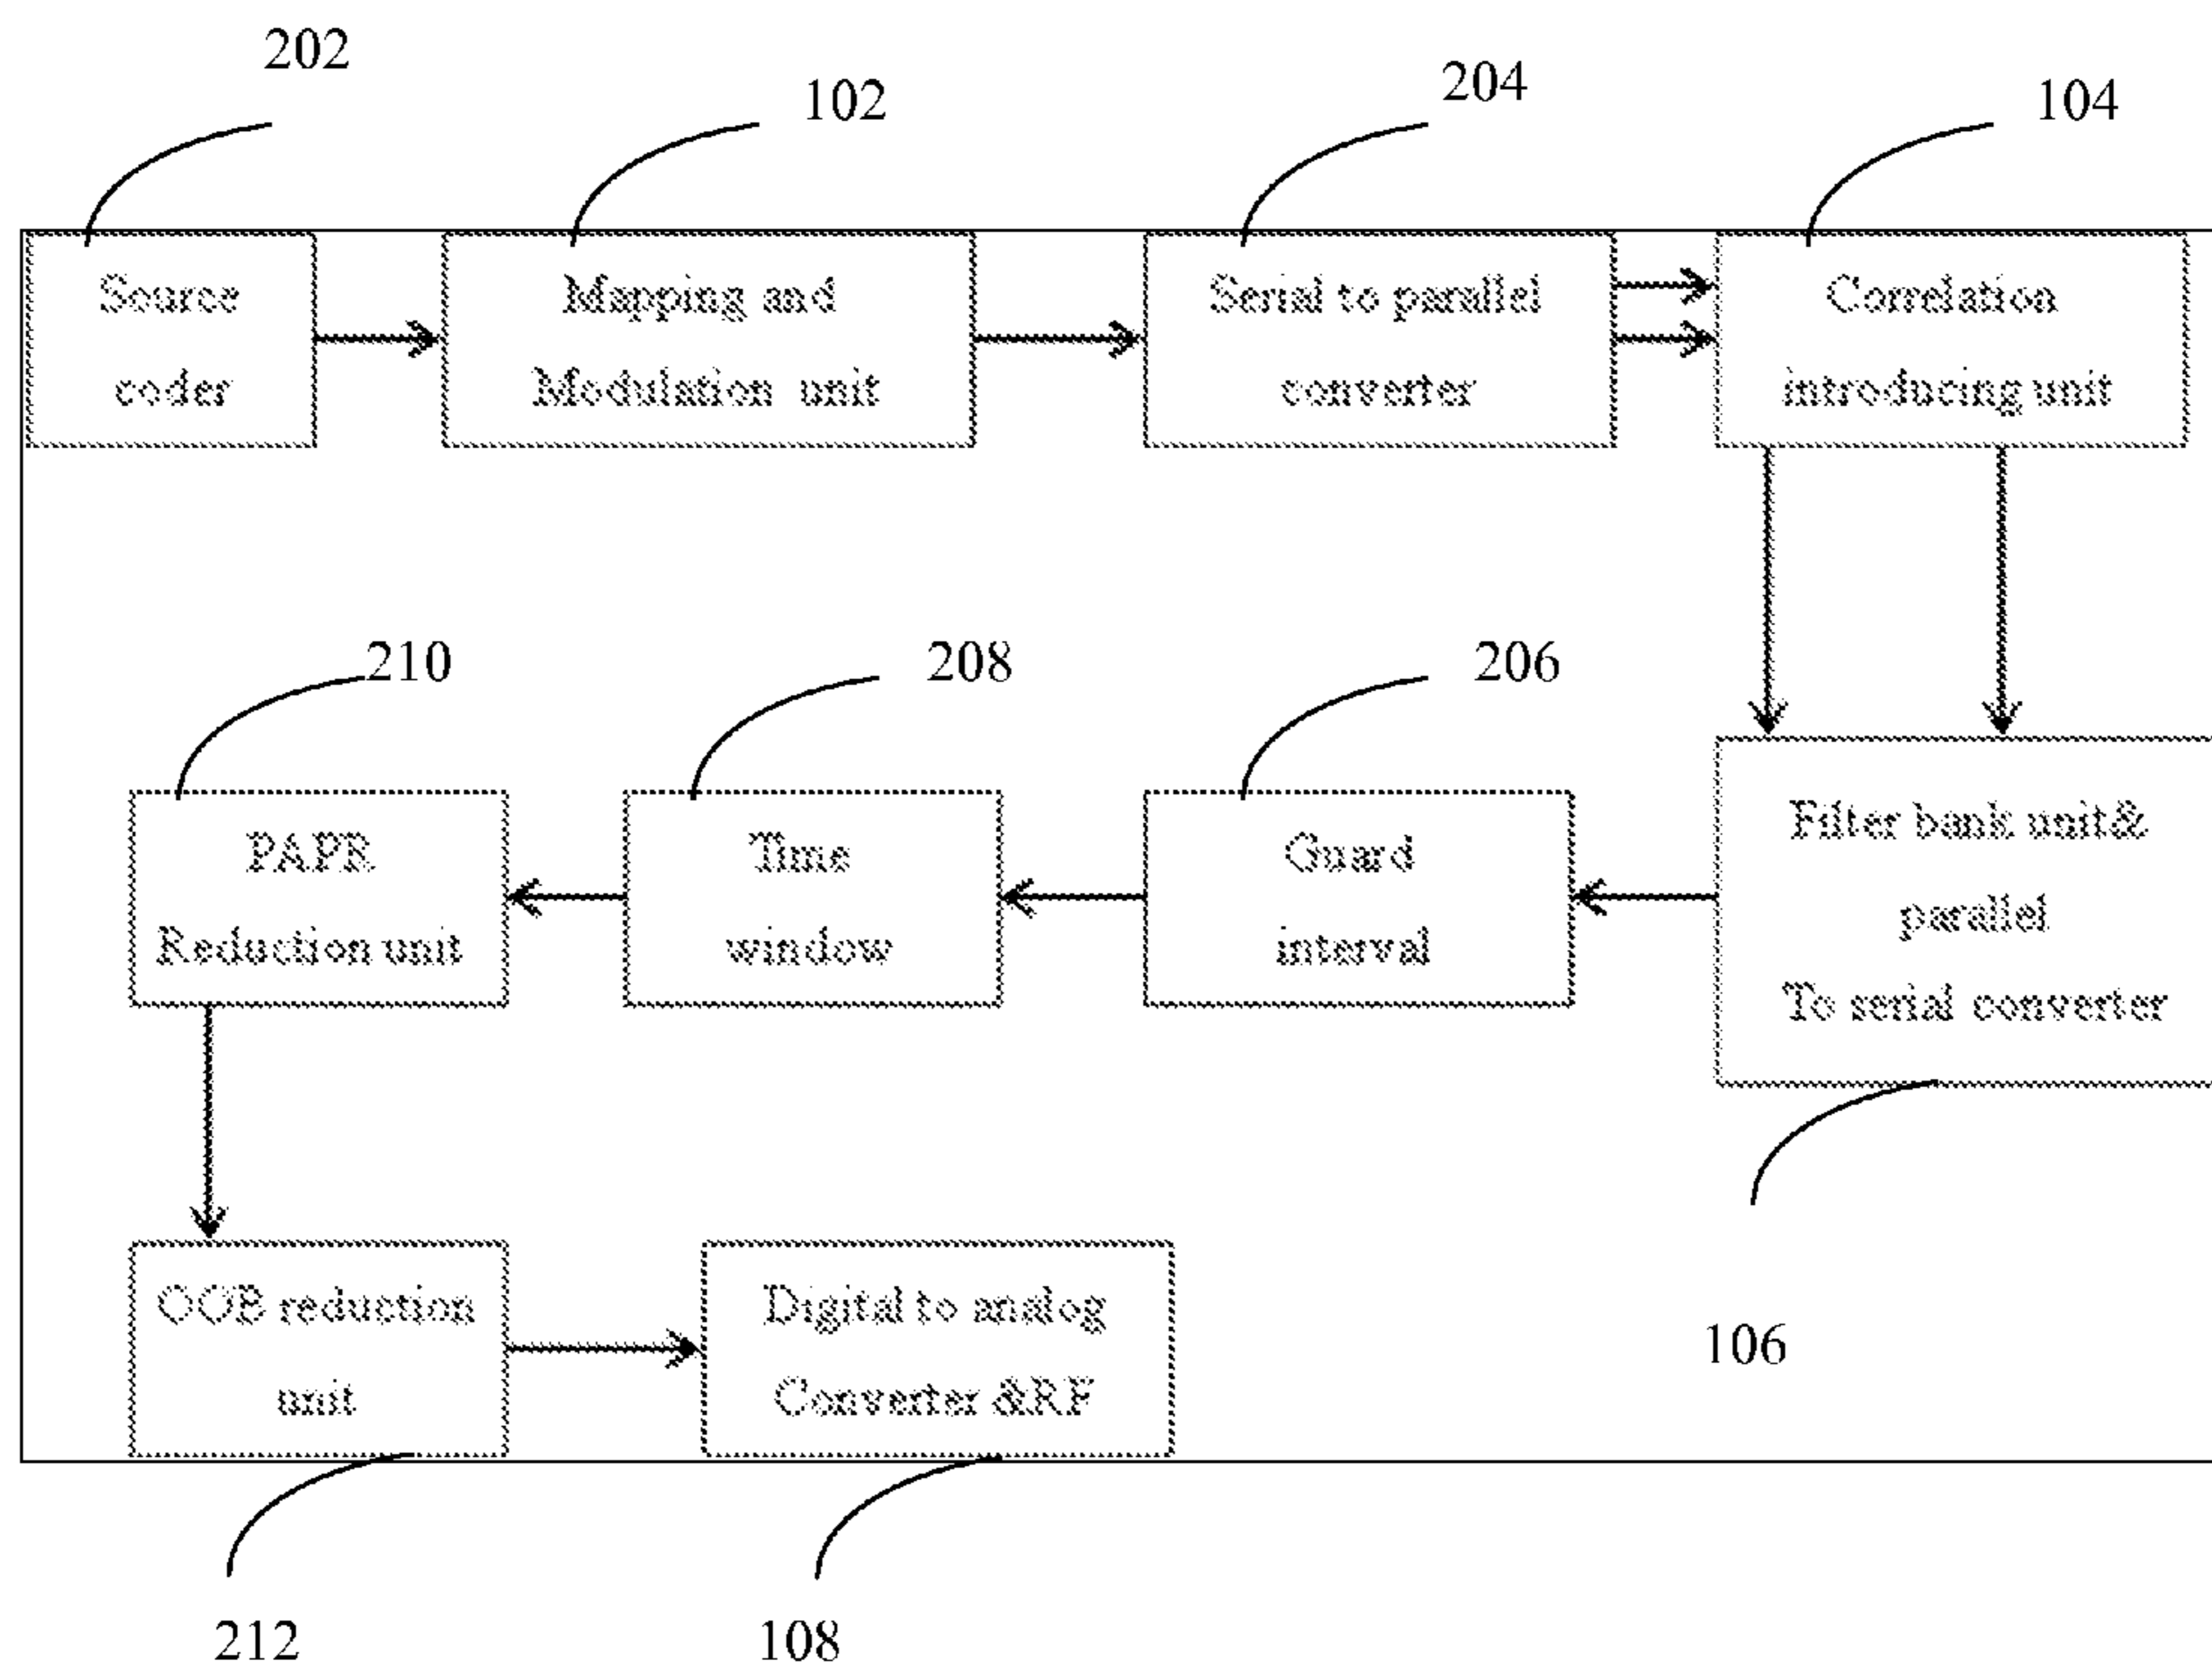 202
102
204
104
Source
coder
Mapping and
Modulation unit
Serial to parallel
converter
Correlation
introducing unit
210
208
206
PAPR
Reduction unit
Time
window
Guard
interval
Filter bank unit&
parallel
To serial converter
OOB reduction
unit
Digital to analog
Converter &RF
106
212
108